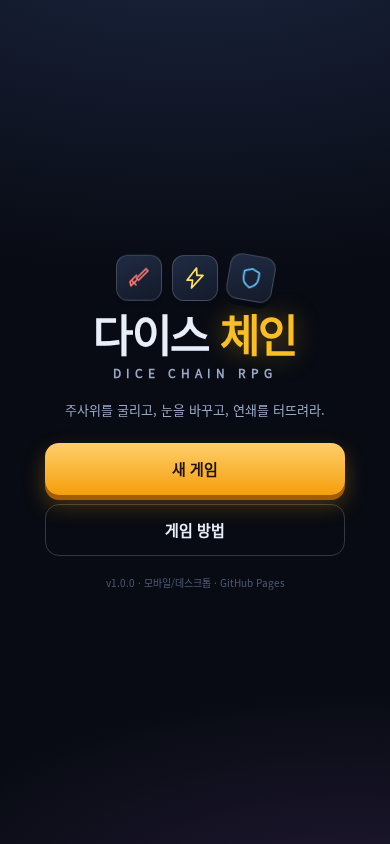 다이스 체인
DICE CHAIN RPG
주사위를 굴리고, 눈을 바꾸고, 연쇄를 터뜨려라.
새 게임
게임 방법
v1.0.0 · 모바일/데스크톱 · GitHub Pages